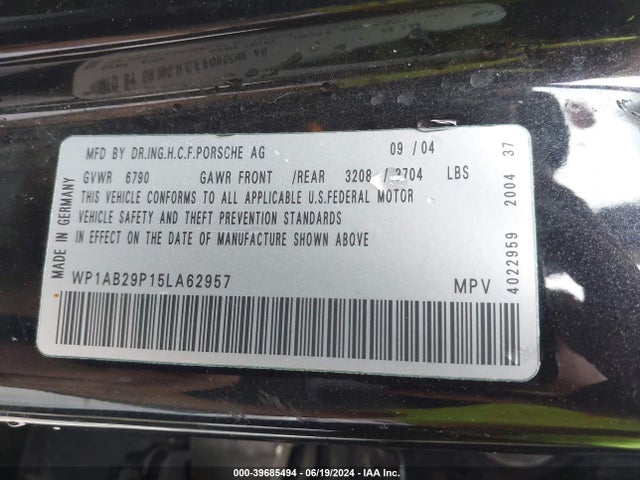 MFD BY DR.ING.H.C.F.PORSCHE AG 09 / 04
GVWR 6790 GAWR FRONT /REAR 3208 / 3704 LBS
THIS VEHICLE CONFORMS TO ALL APPLICABLE U.S.FEDERAL MOTOR
VEHICLE SAFETY AND THEFT PREVENTION STANDARDS
IN EFFECT ON THE DATE OF MANUFACTURE SHOWN ABOVE
WP1AB29P15LA62957 MPV
MADE IN GERMANY
4022959 2004 37
000-39685494 - 06/19/2024 - IAA Inc.